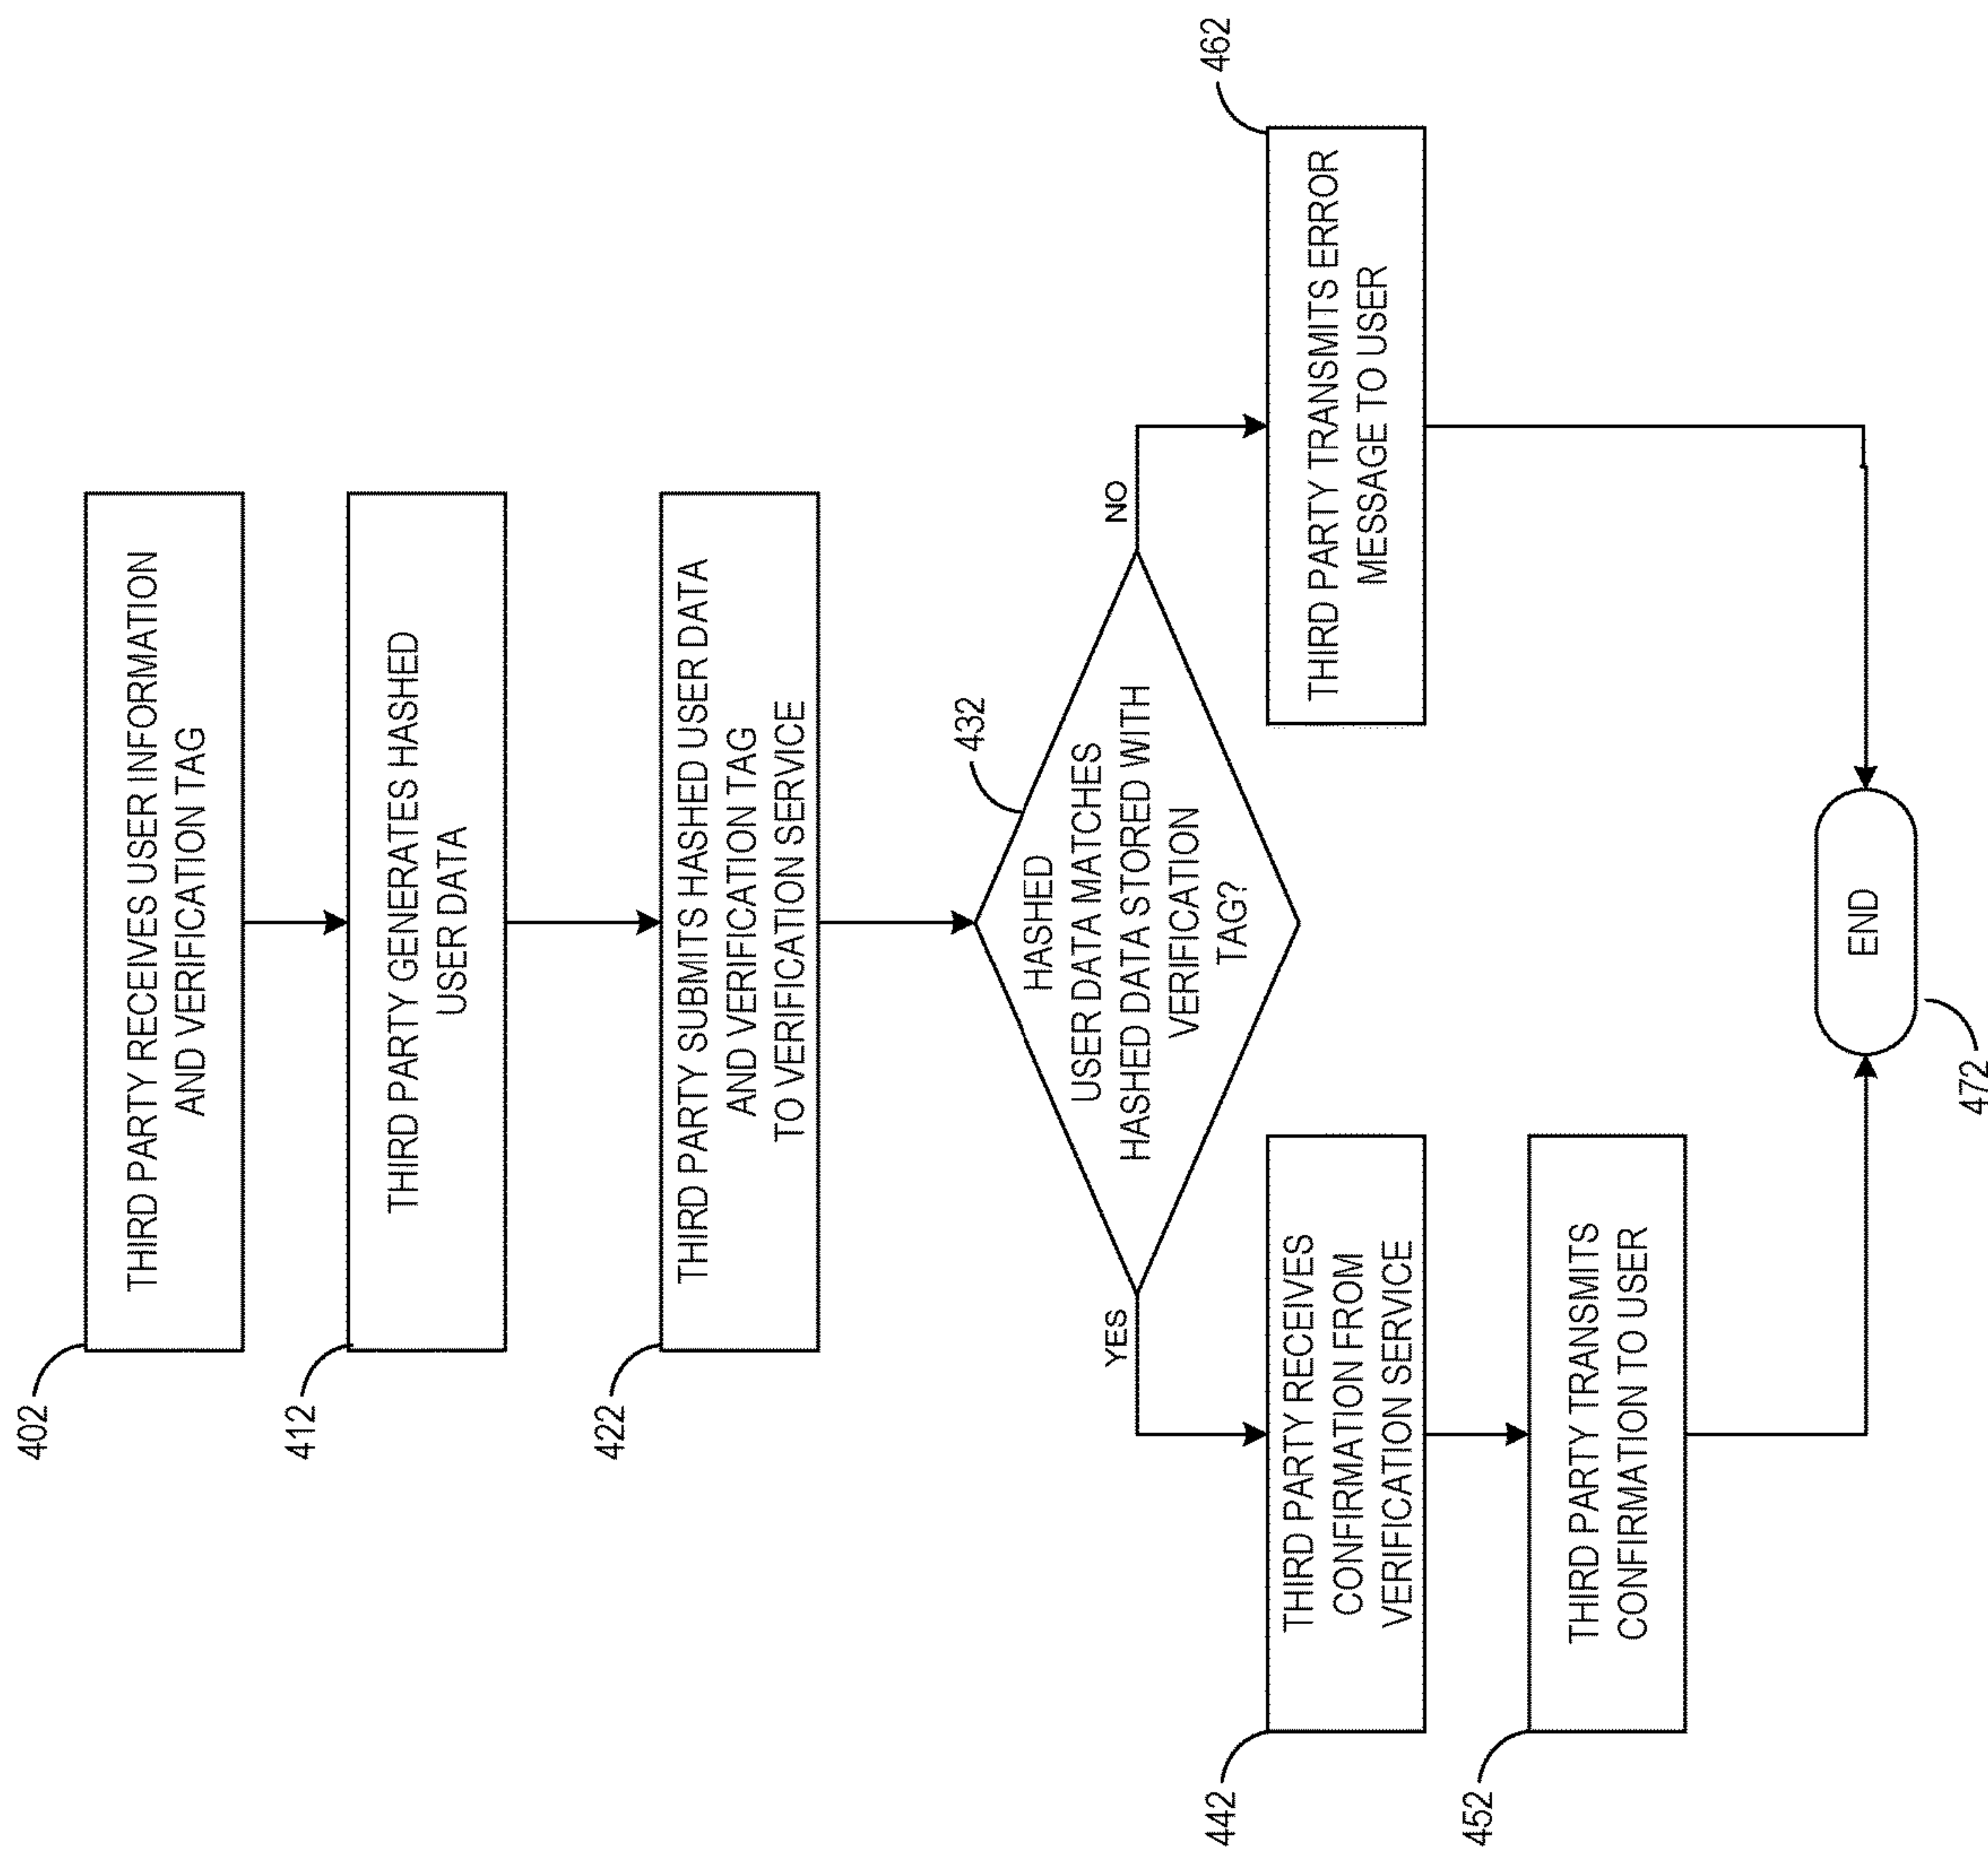 402
THIRD PARTY RECEIVES USER INFORMATION
AND VERIFICATION TAG
412
THIRD PARTY GENERATES HASHED
USER DATA
422
THIRD PARTY SUBMITS HASHED USER DATA
AND VERIFICATION TAG
TO VERIFICATION SERVICE
432
HASHED
USER DATA MATCHES
HASHED DATA STORED WITH
VERIFICATION
TAG?
YES
NO
442
THIRD PARTY RECEIVES
CONFIRMATION FROM
VERIFICATION SERVICE
462
THIRD PARTY TRANSMITS ERROR
MESSAGE TO USER
452
THIRD PARTY TRANSMITS
CONFIRMATION TO USER
END
472